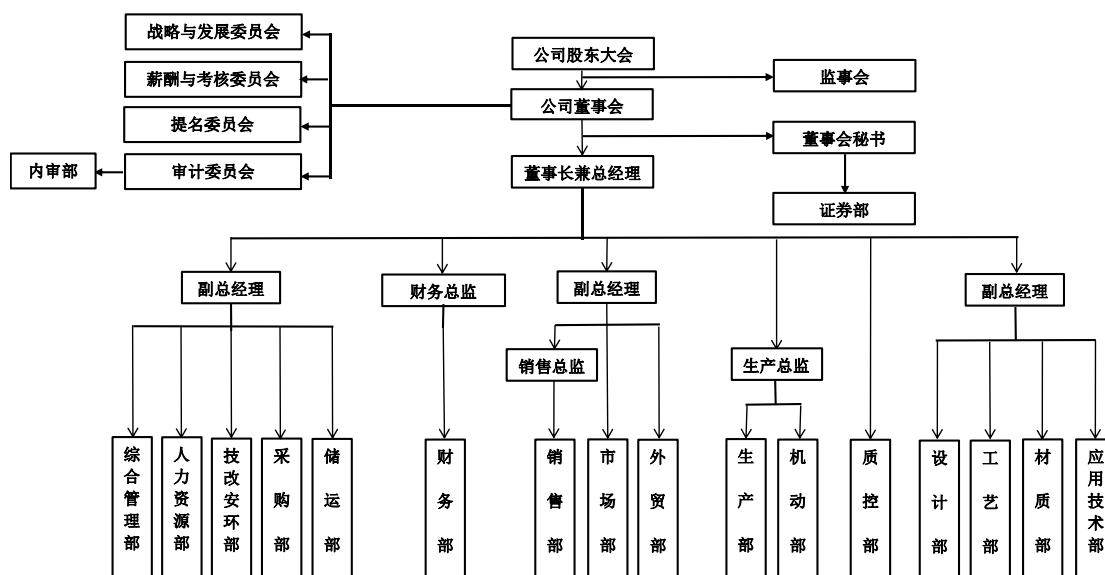 战略与发展委员会
公司股东大会
薪酬与考核委员会
监事会
公司董事会
提名委员会
董事会秘书
内审部
审计委员会
董事长兼总经理
证券部
副总经理
财务总监
副总经理
副总经理
销售总监
生产总监
综合管理部
人力资源部
技改安环部
采购部
储运部
财务部
销售部
市场部
外贸部
生产部
机动部
质控部
设计部
工艺部
材质部
应用技术部